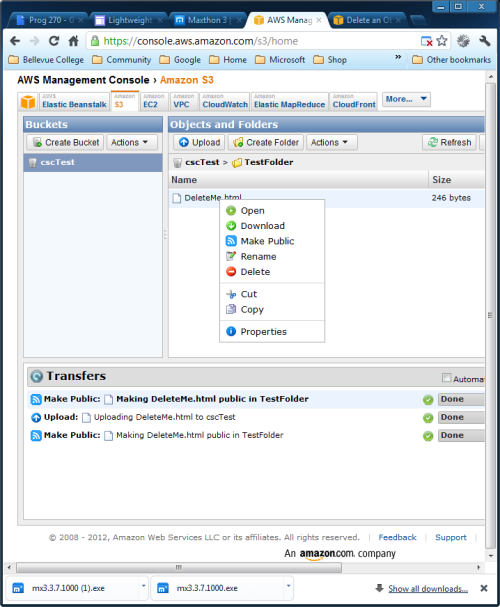 Prog 270 - G
Lightweight
Maxthon 3 |
AWS Manag
Delete an O
https://console.aws.amazon.com/s3/home
Bellevue College Community Google Home Microsoft Shop » Other bookmarks
AWS Management Console › Amazon S3
AWS Elastic Beanstalk
Amazon S3
Amazon EC2
Amazon VPC
Amazon CloudWatch
Amazon Elastic MapReduce
Amazon CloudFront
More...
Buckets
Create Bucket Actions
cscTest
Objects and Folders
Upload Create Folder Actions Refresh
cscTest > TestFolder
Name Size
DeleteMe.html 246 bytes
Open
Download
Make Public
Rename
Delete
Cut
Copy
Properties
Transfers
Automat
Make Public: Making DeleteMe.html public in TestFolder Done
Upload: Uploading DeleteMe.html to cscTest Done
Make Public: Making DeleteMe.html public in TestFolder Done
© 2008 - 2012, Amazon Web Services LLC or its affiliates. All rights reserved. | Feedback | Support |
An amazon.com company
mx3.3.7.1000 (1).exe mx3.3.7.1000.exe Show all downloads...